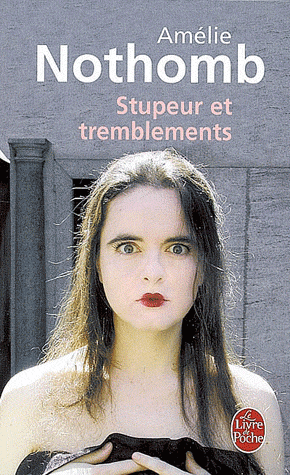 Amélie
Nothomb
Stupeur et
tremblements
Le
Livre
de
Poche